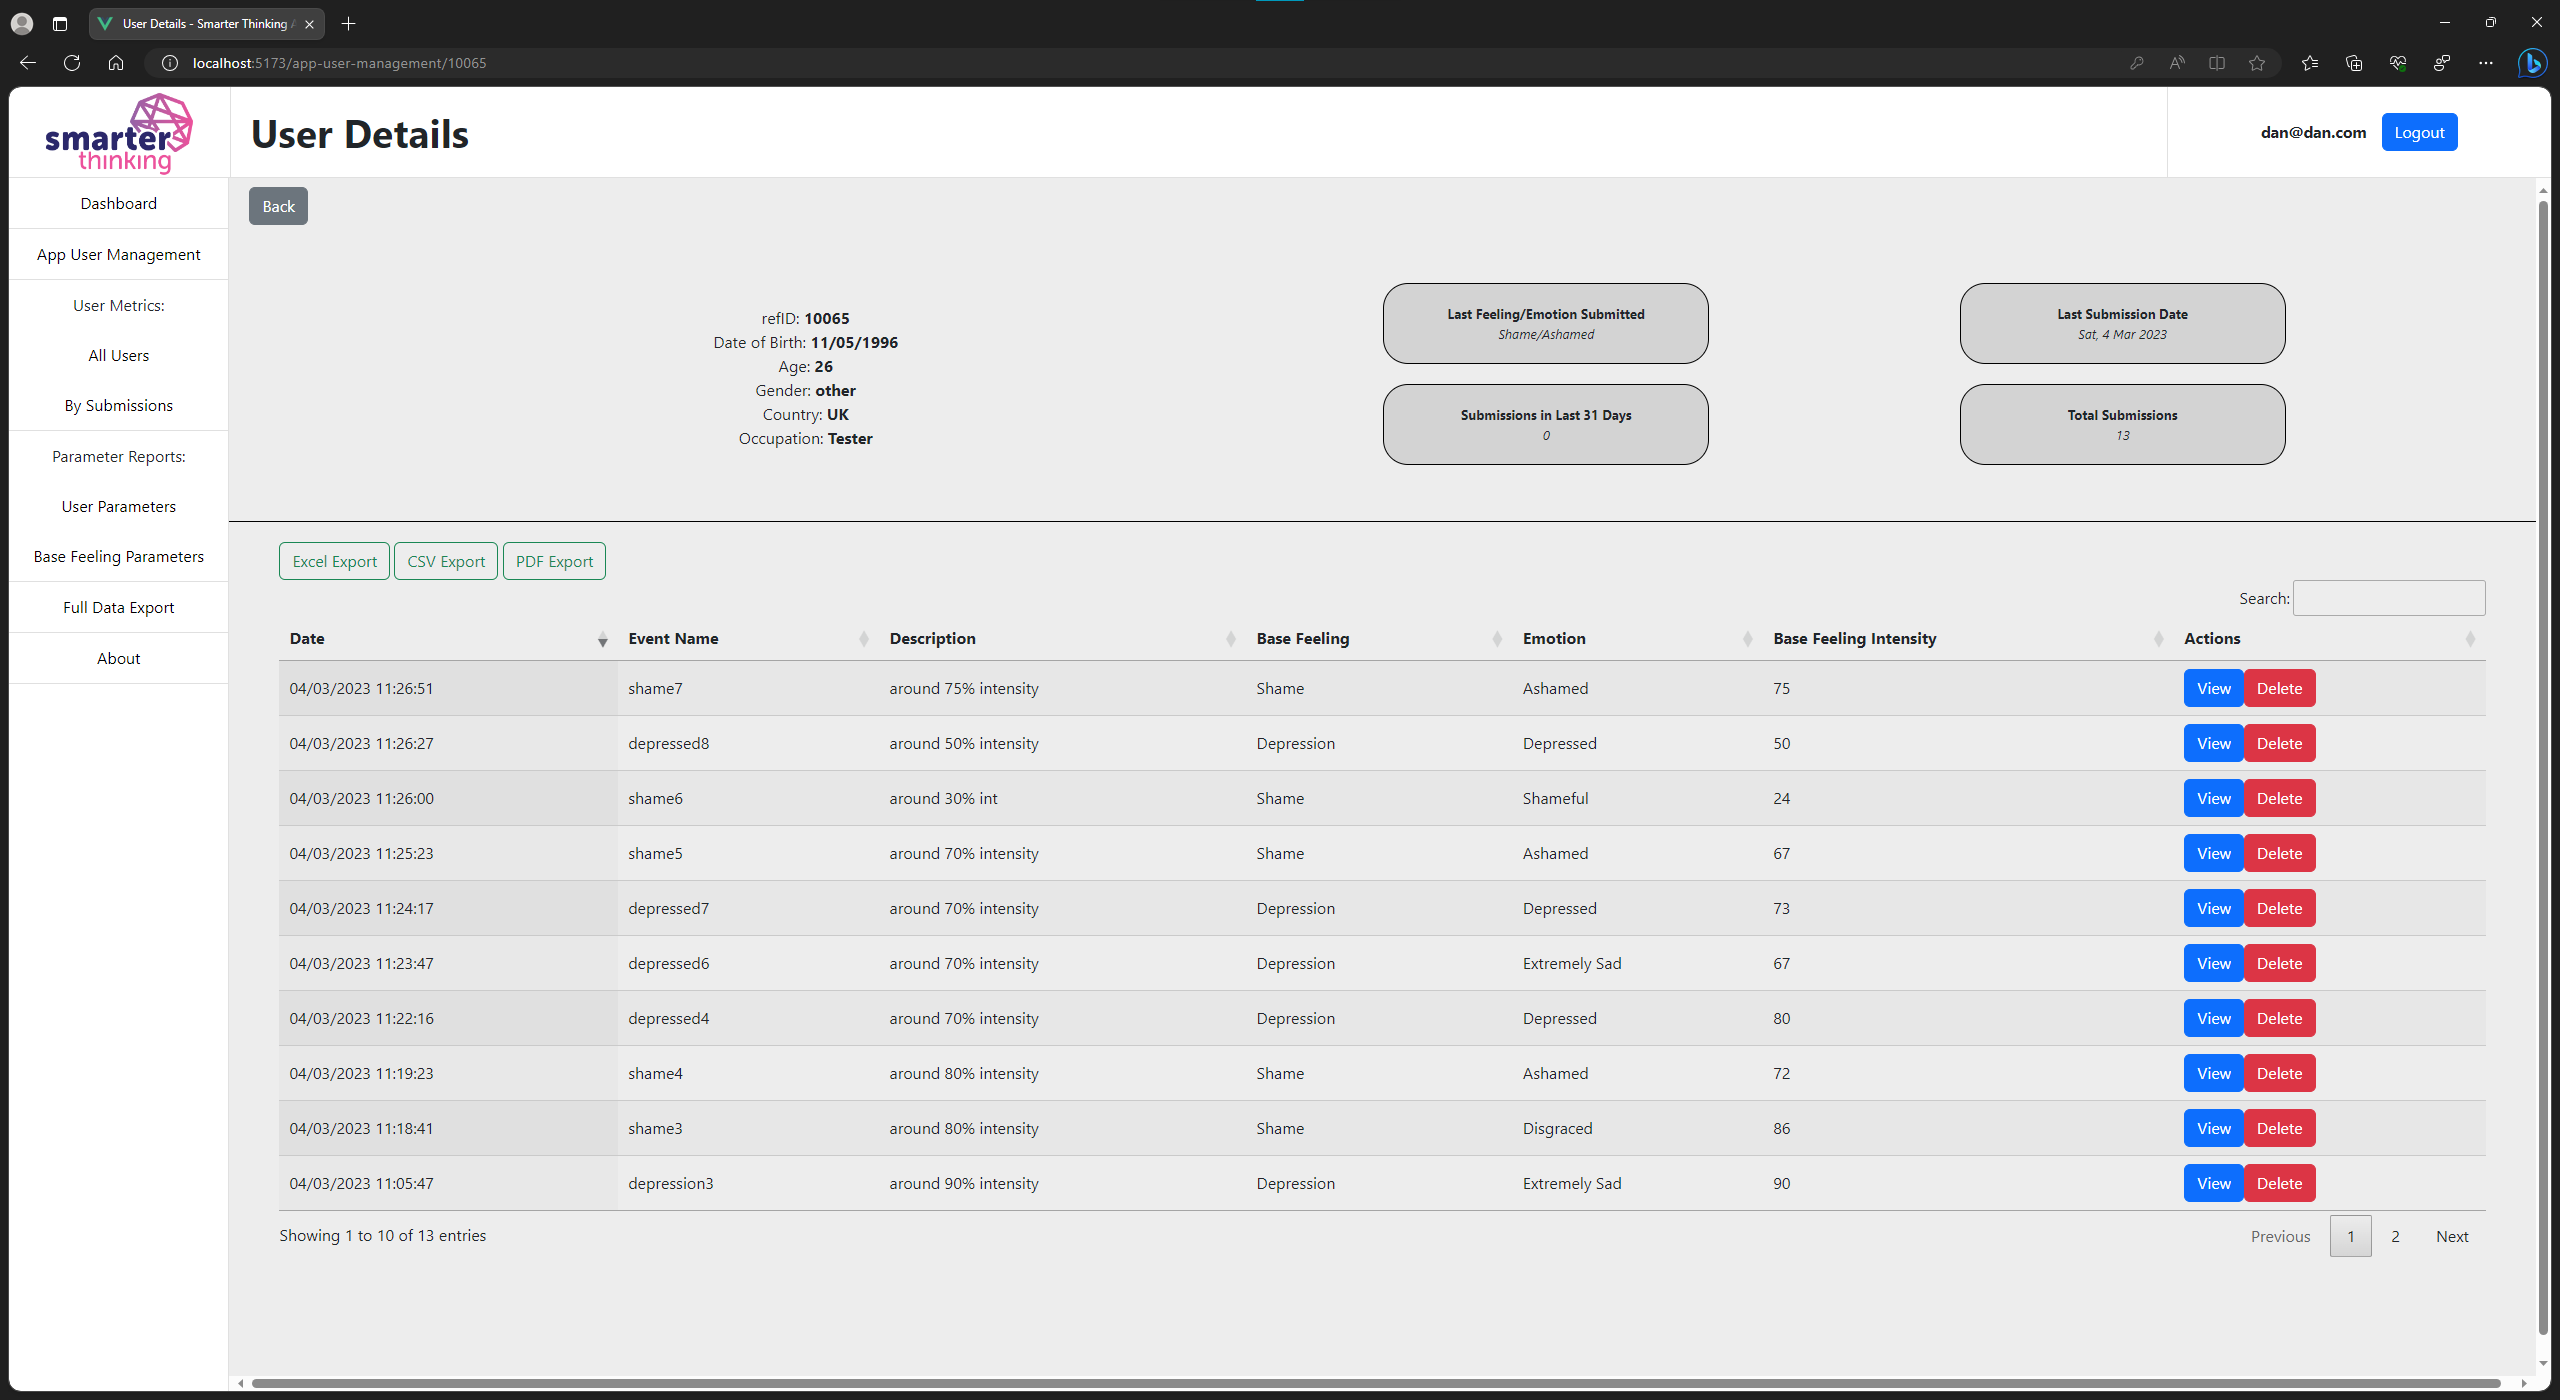 User Details - Smarter Thinking
localhost:5173/app-user-management/10065
smarter
thinking
User Details
dan@dan.com Logout
Dashboard
App User Management
User Metrics:
All Users
By Submissions
Parameter Reports:
User Parameters
Base Feeling Parameters
Full Data Export
About
Back
refID: 10065
Date of Birth: 11/05/1996
Age: 26
Gender: other
Country: UK
Occupation: Tester
Last Feeling/Emotion Submitted
Shame/Ashamed
Last Submission Date
Sat, 4 Mar 2023
Submissions in Last 31 Days
0
Total Submissions
13
Excel Export CSV Export PDF Export
Search:
Date Event Name Description Base Feeling Emotion Base Feeling Intensity Actions
04/03/2023 11:26:51 shame7 around 75% intensity Shame Ashamed 75 View Delete
04/03/2023 11:26:27 depressed8 around 50% intensity Depression Depressed 50 View Delete
04/03/2023 11:26:00 shame6 around 30% int Shame Shameful 24 View Delete
04/03/2023 11:25:23 shame5 around 70% intensity Shame Ashamed 67 View Delete
04/03/2023 11:24:17 depressed7 around 70% intensity Depression Depressed 73 View Delete
04/03/2023 11:23:47 depressed6 around 70% intensity Depression Extremely Sad 67 View Delete
04/03/2023 11:22:16 depressed4 around 70% intensity Depression Depressed 80 View Delete
04/03/2023 11:19:23 shame4 around 80% intensity Shame Ashamed 72 View Delete
04/03/2023 11:18:41 shame3 around 80% intensity Shame Disgraced 86 View Delete
04/03/2023 11:05:47 depression3 around 90% intensity Depression Extremely Sad 90 View Delete
Showing 1 to 10 of 13 entries
Previous 1 2 Next